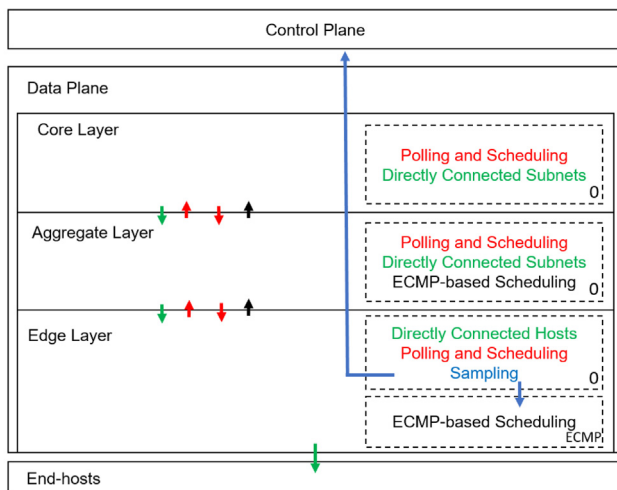 Control Plane
Data Plane
Core Layer
Polling and Scheduling
Directly Connected Subnets
0
Aggregate Layer
Polling and Scheduling
Directly Connected Subnets
ECMP-based Scheduling
0
Edge Layer
Directly Connected Hosts
Polling and Scheduling
Sampling
0
ECMP-based Scheduling
ECMP
End-hosts